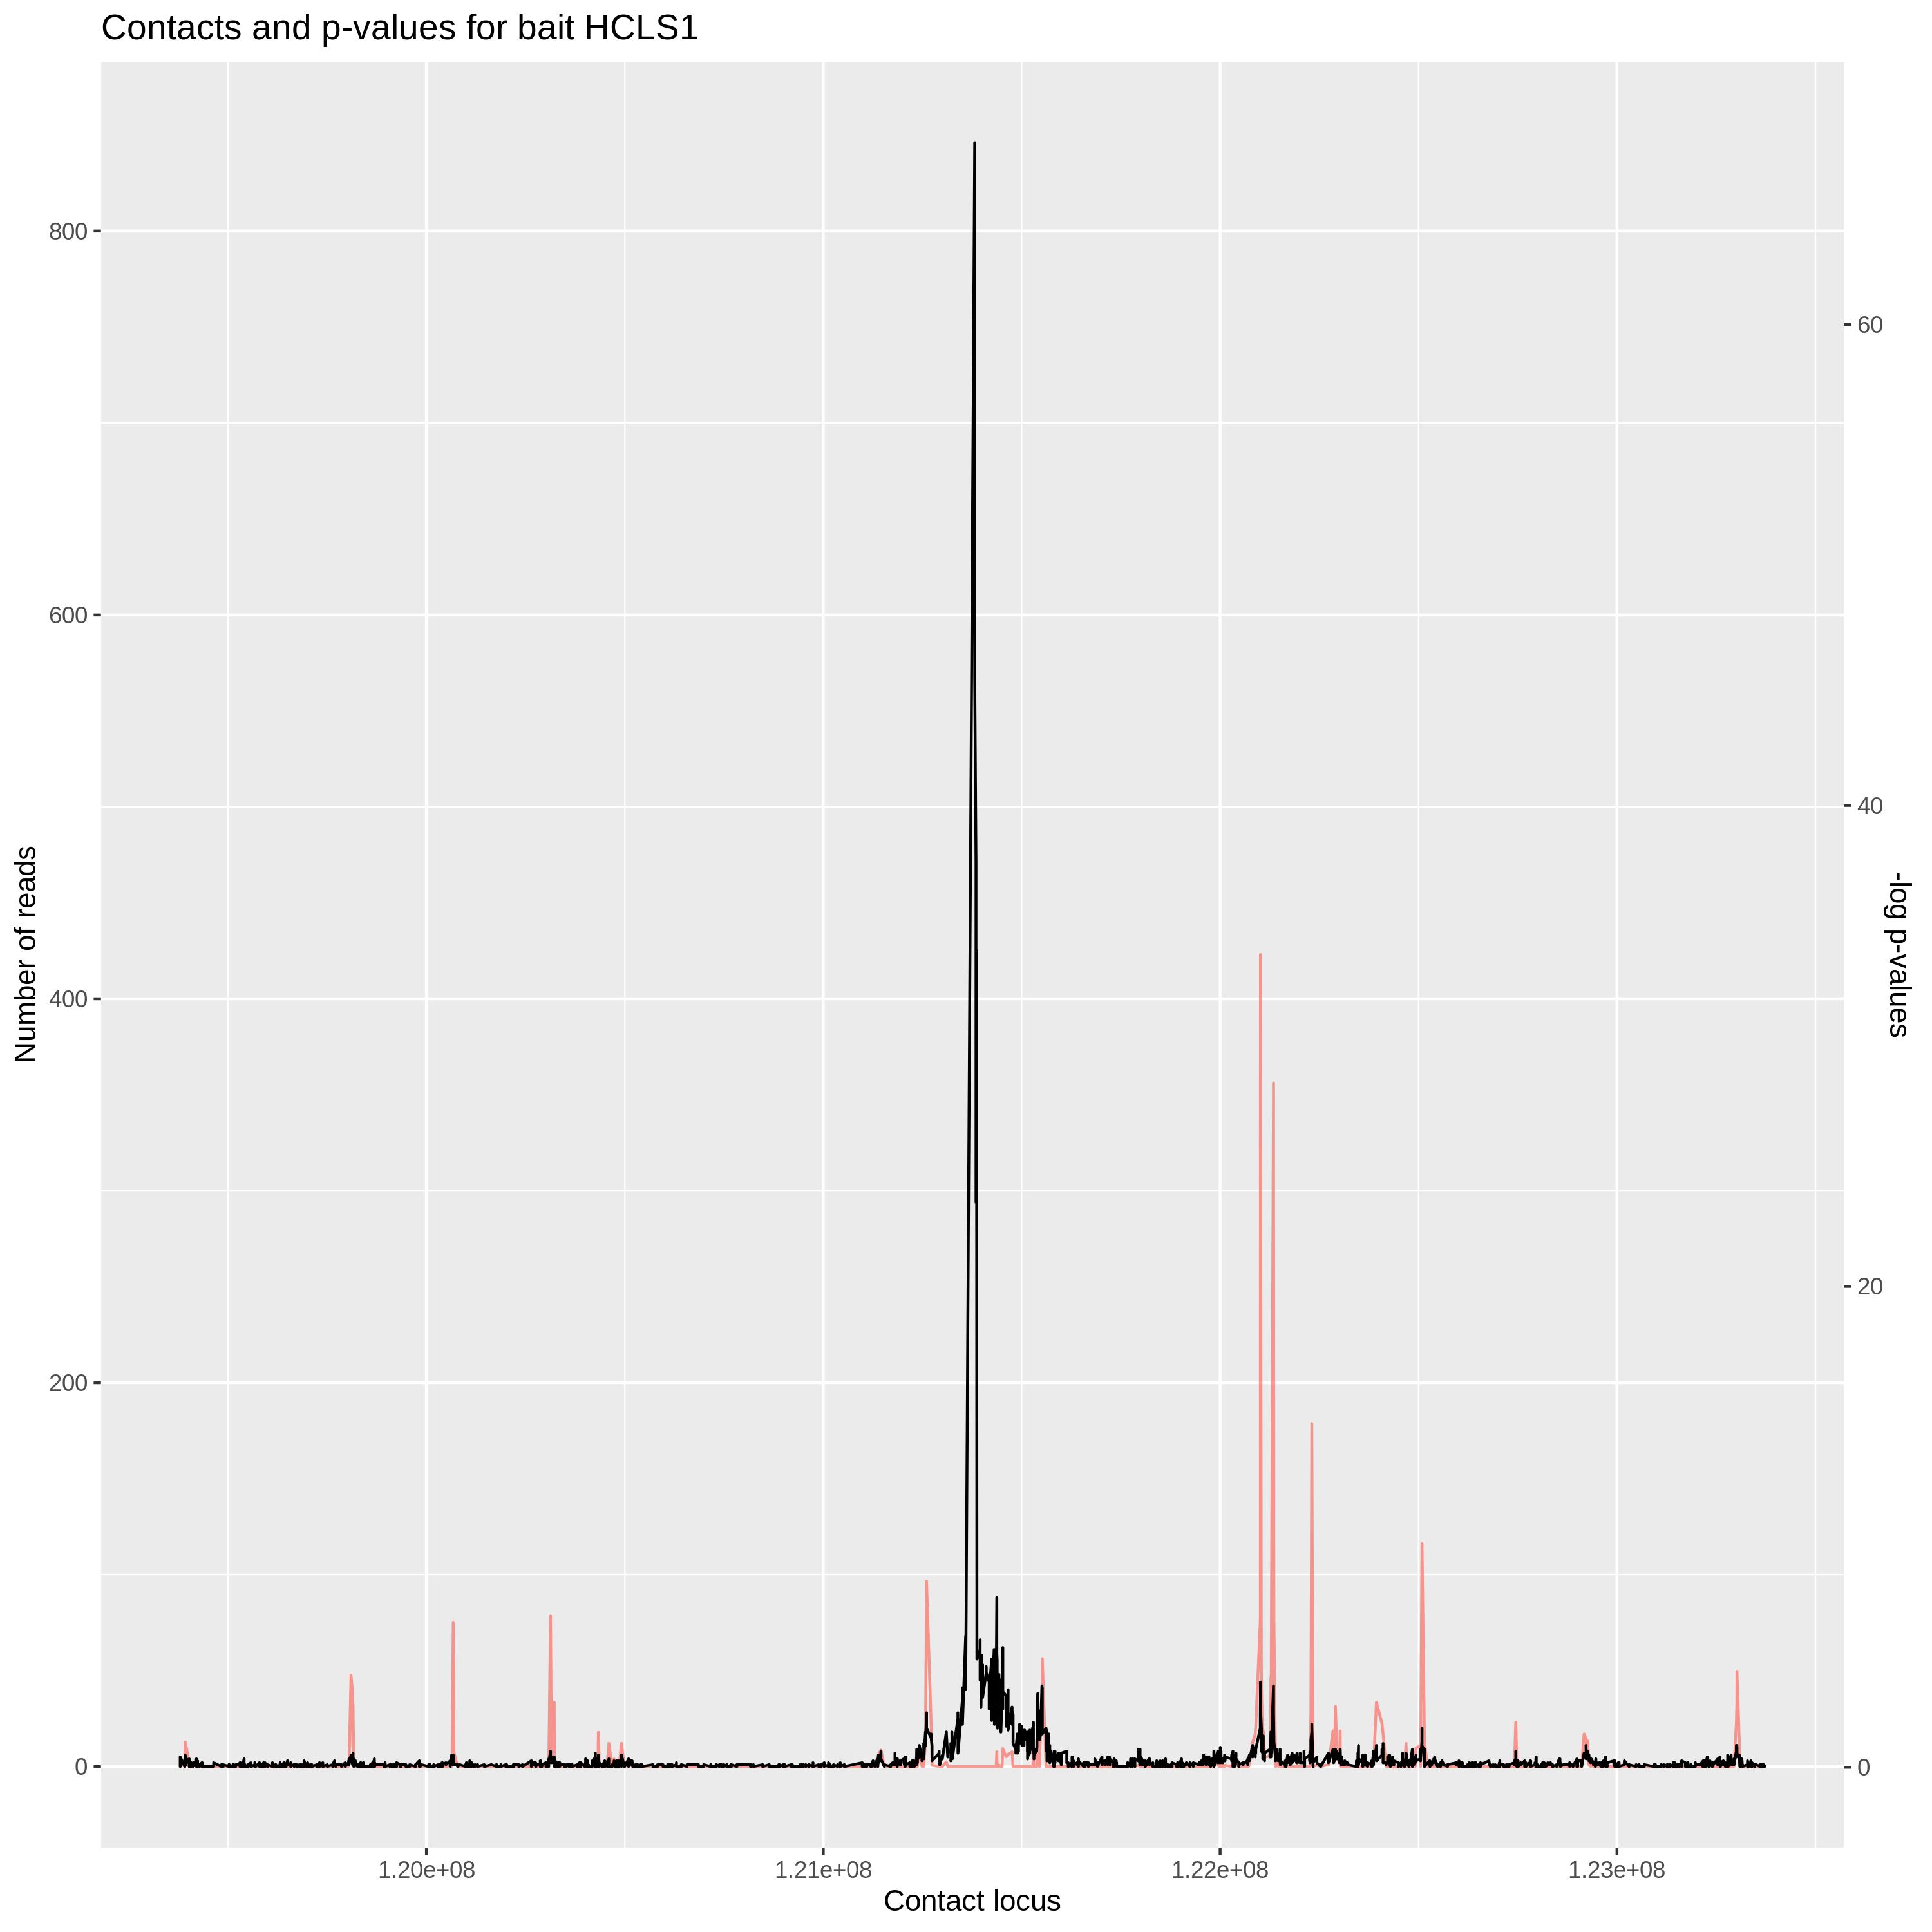 Contacts and p-values for bait HCLS1
800
600
400
200
0
Number of reads
60
40
20
0
-log p-values
1.20e+08
1.21e+08
1.22e+08
1.23e+08
Contact locus